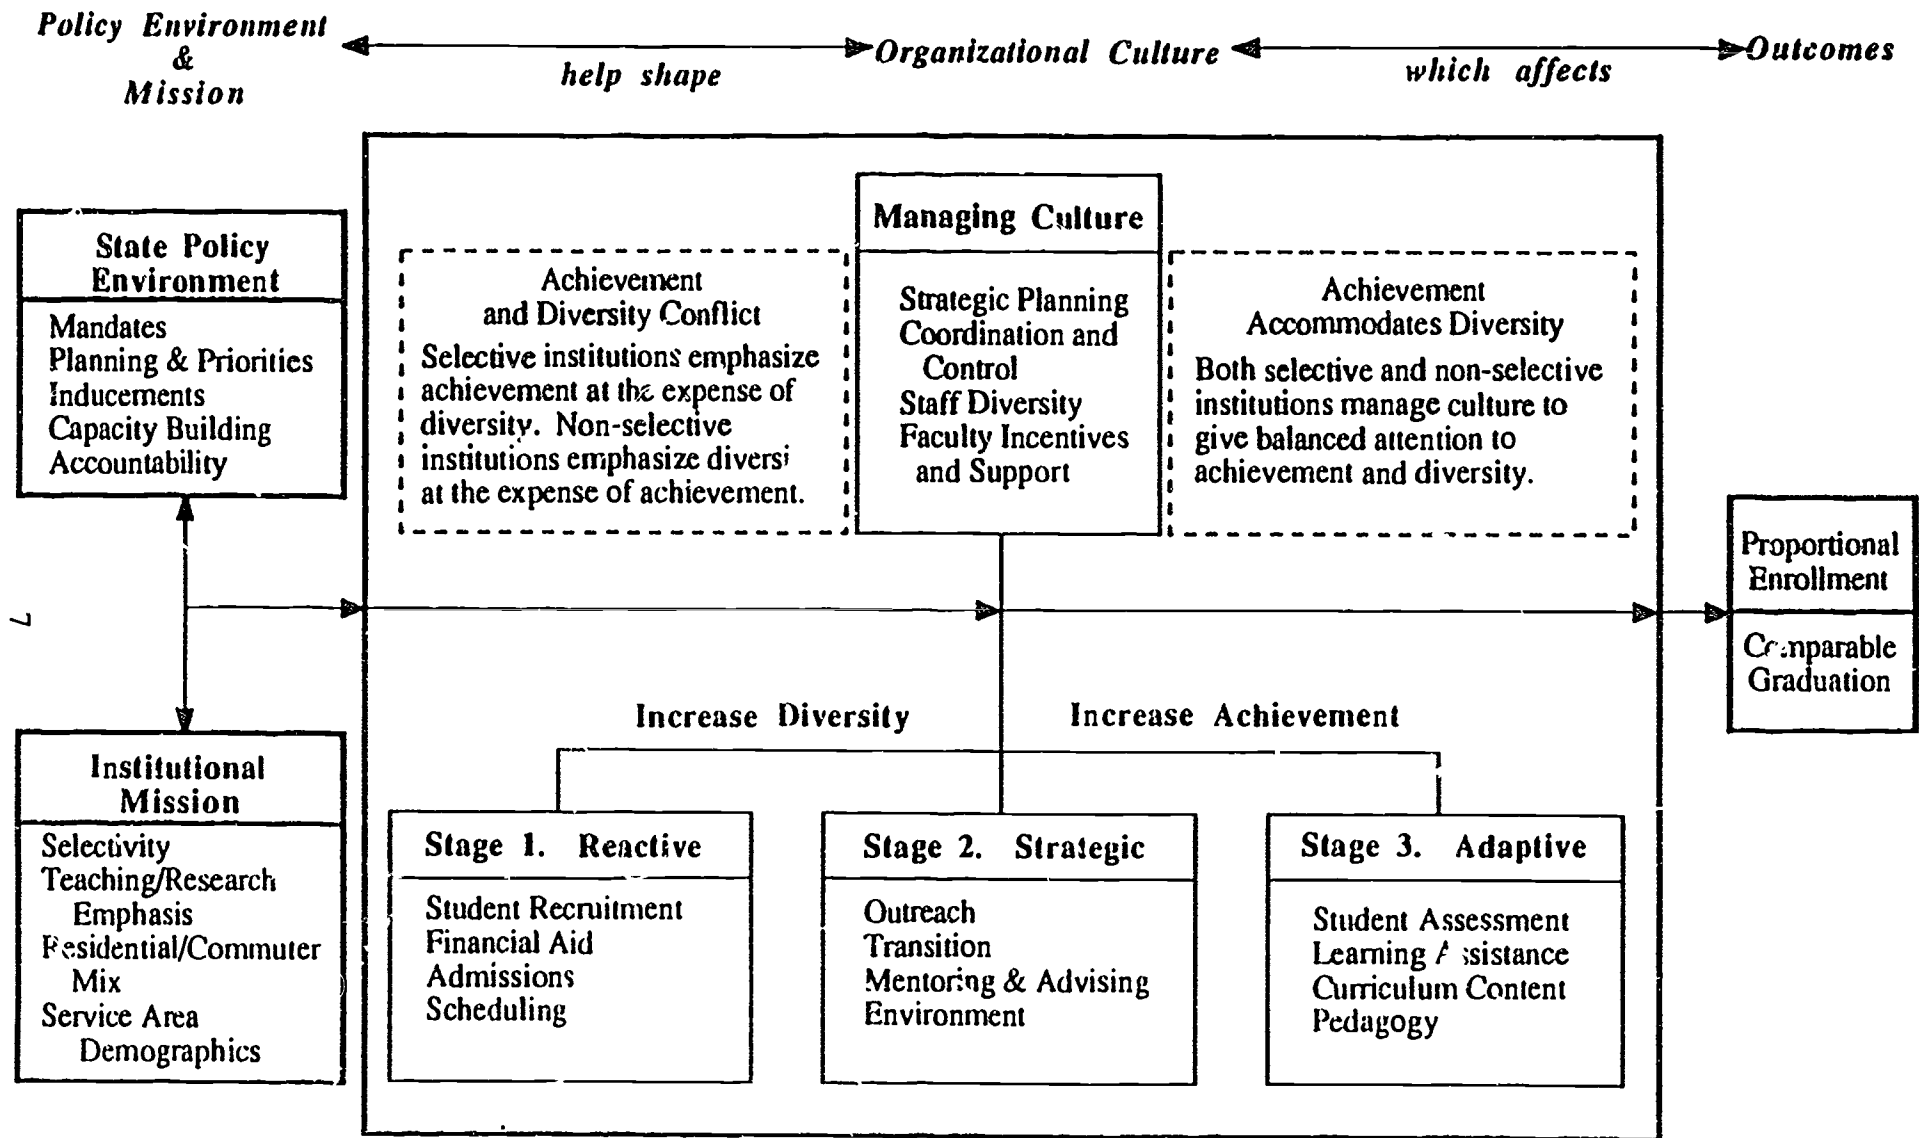 Policy Environment
&
Mission
help shape
Organizational Culture
which affects
Outcomes
State Policy
Environment
Mandates
Planning & Priorities
Inducements
Capacity Building
Accountability
Institutional
Mission
Selectivity
Teaching/Research
Emphasis
Residential/Commuter
Mix
Service Area
Demographics
Achievement
and Diversity Conflict
Selective institutions emphasize
achievement at the expense of
diversity. Non-selective
institutions emphasize diversi
at the expense of achievement.
Managing Culture
Strategic Planning
Coordination and
Control
Staff Diversity
Faculty Incentives
and Support
Achievement
Accommodates Diversity
Both selective and non-selective
institutions manage culture to
give balanced attention to
achievement and diversity.
Increase Diversity
Increase Achievement
Stage 1. Reactive
Student Recruitment
Financial Aid
Admissions
Scheduling
Stage 2. Strategic
Outreach
Transition
Mentoring & Advising
Environment
Stage 3. Adaptive
Student Assessment
Learning Assistance
Curriculum Content
Pedagogy
Proportional
Enrollment
Comparable
Graduation
7